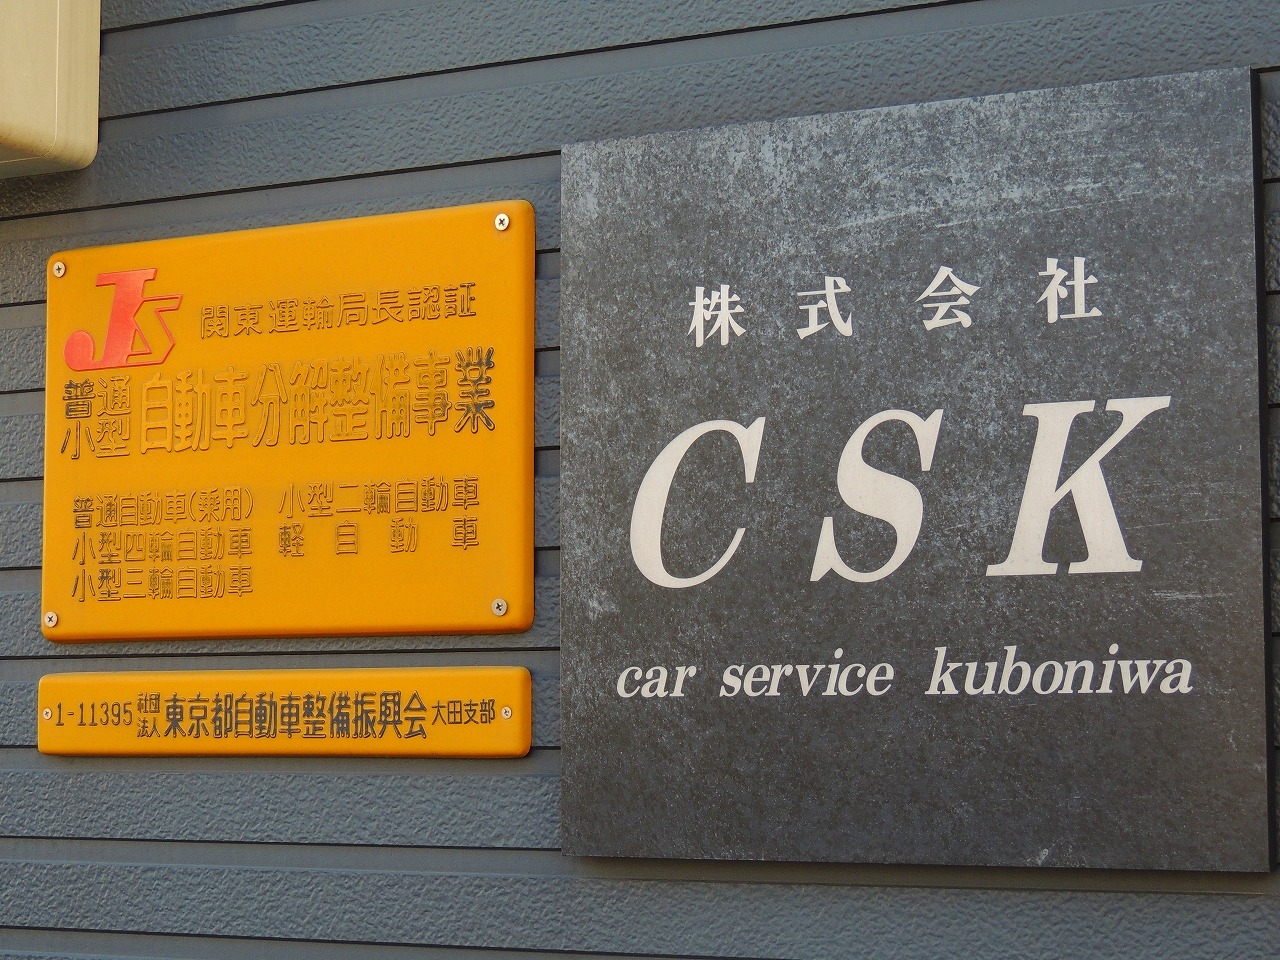 JKS 関東運輸局長認証
普通
小型 自動車分解整備事業
普通自動車(乗用) 小型二輪自動車
小型四輪自動車 軽自動車
小型三輪自動車
1-11395 社団法人 東京都自動車整備振興会 大田支部
株式会社
CSK
car service kuboniwa